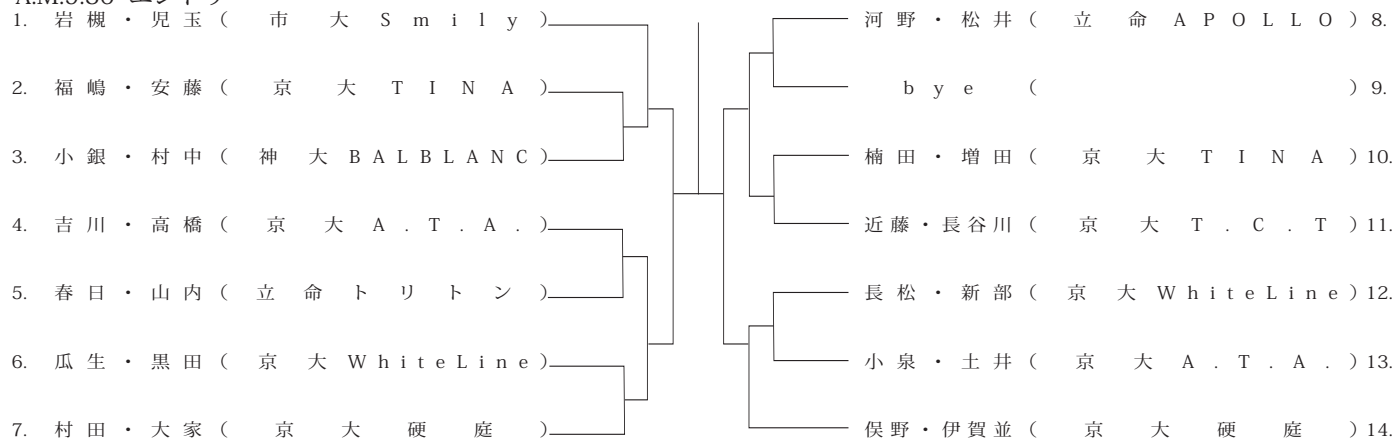 1. 岩槻・児玉(市大Smily)
2. 福嶋・安藤(京大TINA)
3. 小銀・村中(神大BALBLANC)
4. 吉川・高橋(京大A.T.A.)
5. 春日・山内(立命トリトン)
6. 瓜生・黒田(京大WhiteLine)
7. 村田・大家(京大硬庭)
河野・松井(立命APOLLO)8.
bye( )9.
楠田・増田(京大TINA)10.
近藤・長谷川(京大T.C.T)11.
長松・新部(京大WhiteLine)12.
小泉・土井(京大A.T.A.)13.
俣野・伊賀並(京大硬庭)14.